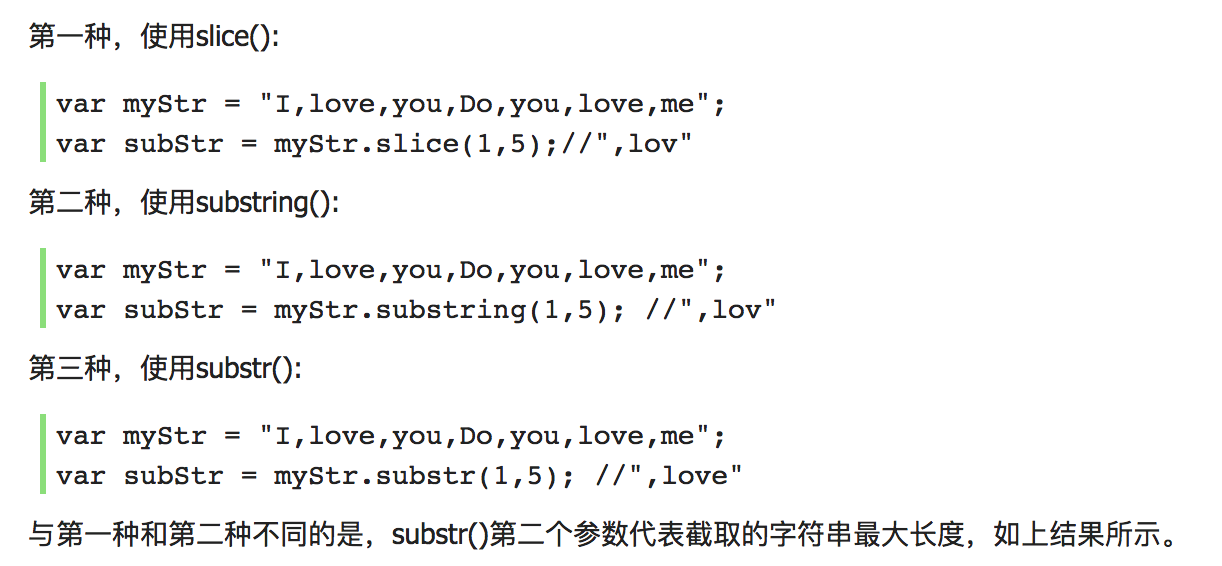 第一种，使用slice():
var myStr = "I,love,you,Do,you,love,me";
var subStr = myStr.slice(1,5);//",lov"
第二种，使用substring():
var myStr = "I,love,you,Do,you,love,me";
var subStr = myStr.substring(1,5); //",lov"
第三种，使用substr():
var myStr = "I,love,you,Do,you,love,me";
var subStr = myStr.substr(1,5); //",love"
与第一种和第二种不同的是，substr()第二个参数代表截取的字符串最大长度，如上结果所示。